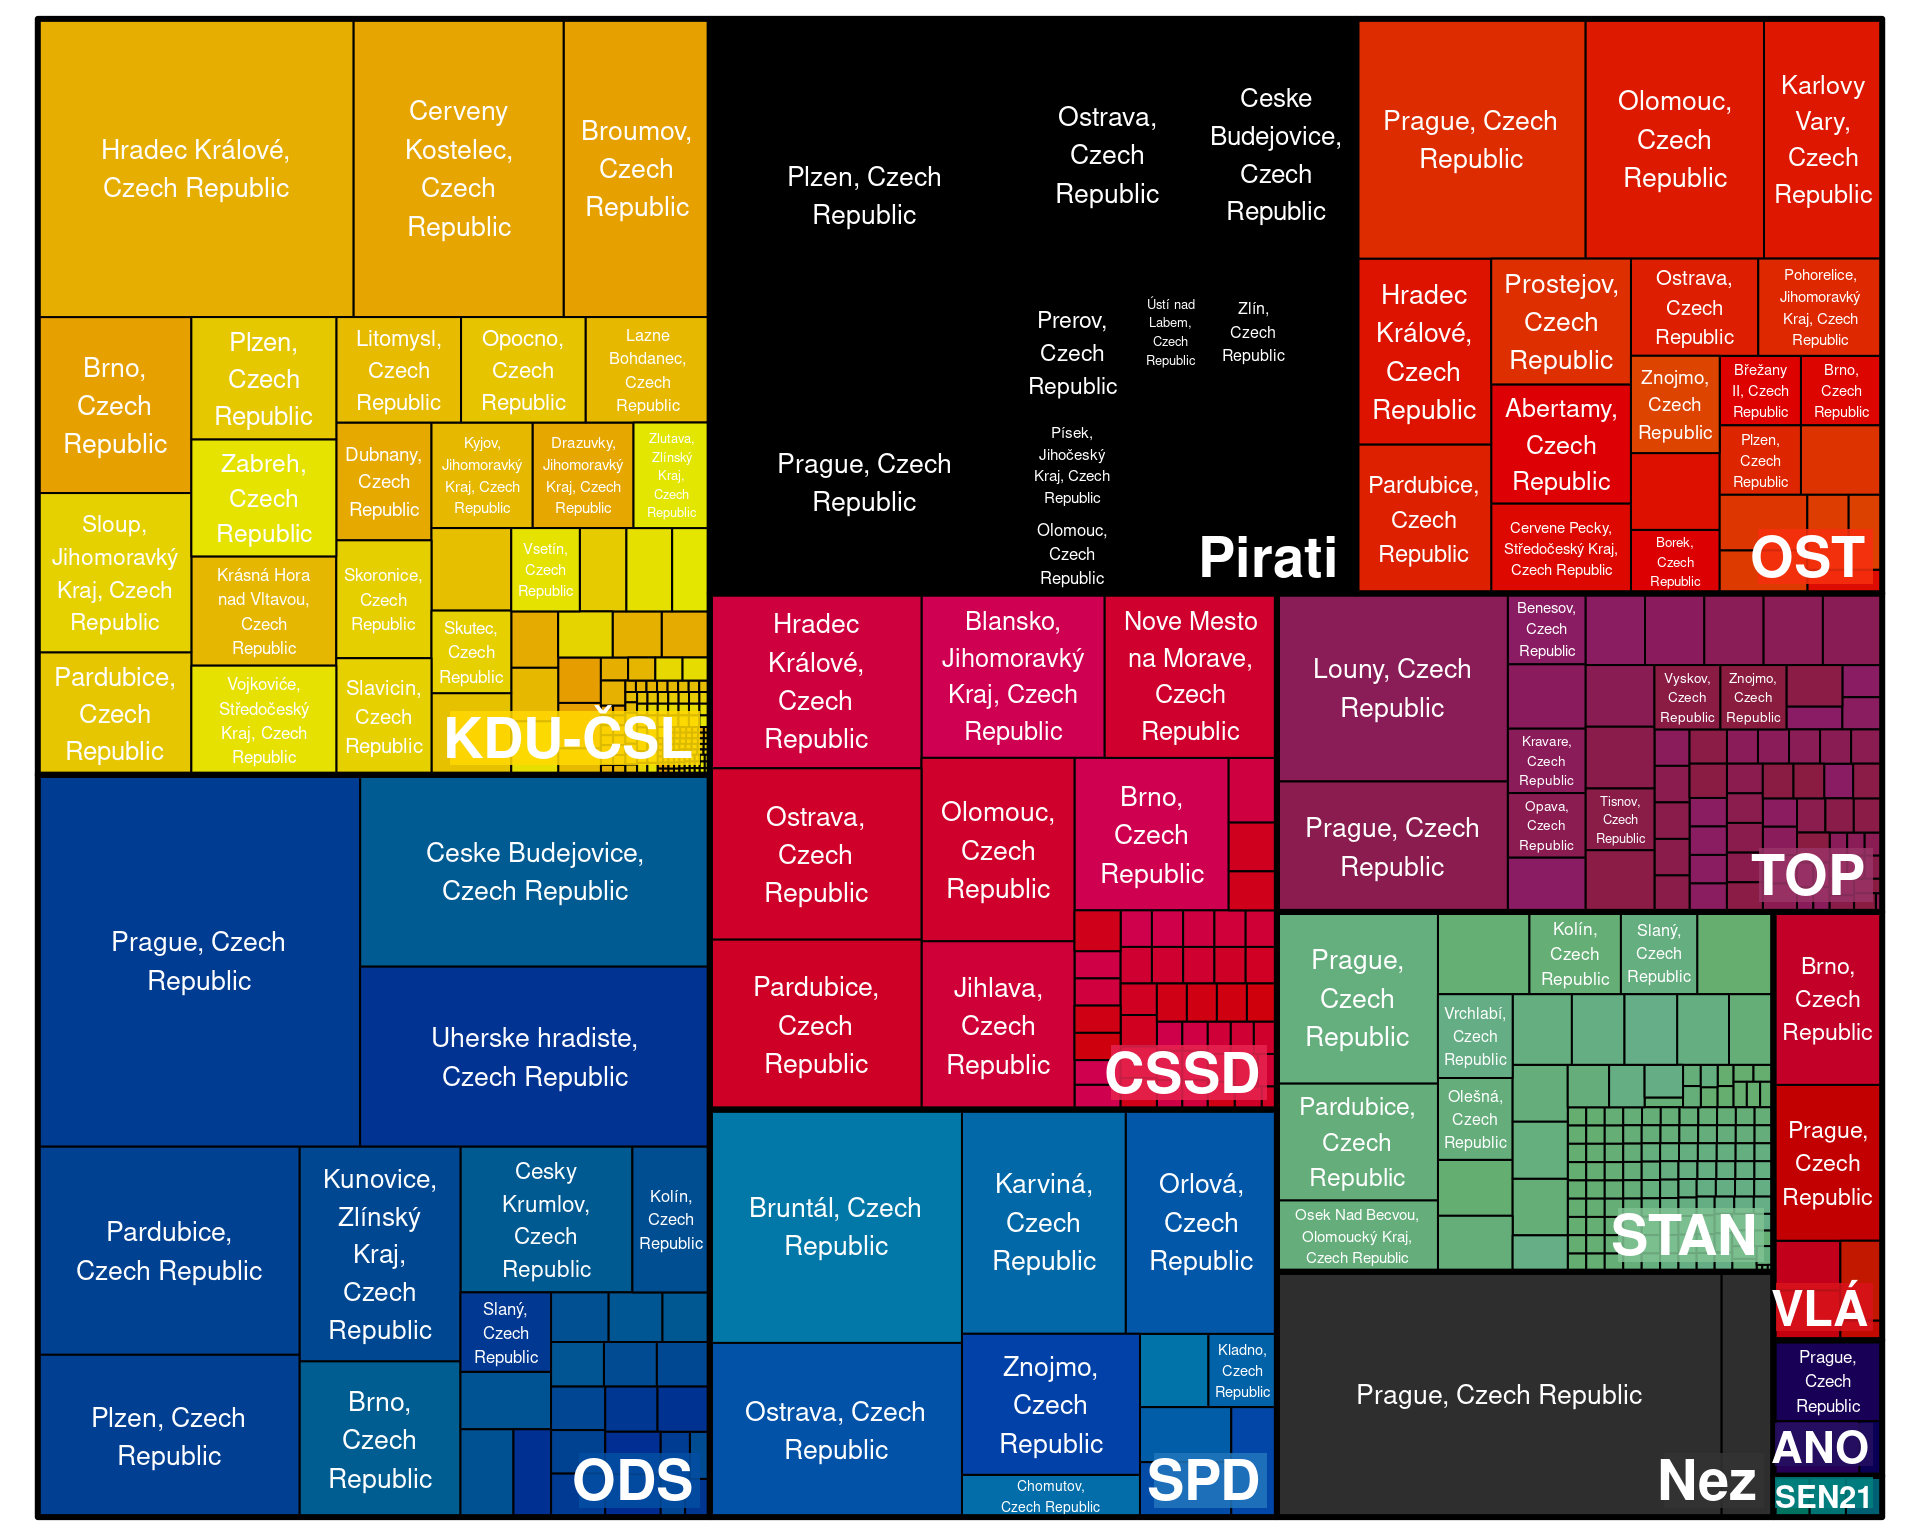 Hradec Králové,
Czech Republic
Cerveny
Kostelec,
Czech
Republic
Broumov,
Czech
Republic
Brno,
Czech
Republic
Plzen,
Czech
Republic
Litomysl,
Czech
Republic
Opocno,
Czech
Republic
Lazne
Bohdanec,
Czech
Republic
Zabreh,
Czech
Republic
Dubnany,
Czech
Republic
Kyjov,
Jihomoravký
Kraj, Czech
Republic
Drazuvky,
Jihomoravký
Kraj, Czech
Republic
Zlutava,
Zlínský
Kraj,
Czech
Republic
Sloup,
Jihomoravký
Kraj, Czech
Republic
Krásná Hora
nad Vltavou,
Czech
Republic
Skoronice,
Czech
Republic
Vsetín,
Czech
Republic
Skutec,
Czech
Republic
Pardubice,
Czech
Republic
Vojkoviće,
Středočeský
Kraj, Czech
Republic
Slavicin,
Czech
Republic
KDU-ČSL
Plzen, Czech
Republic
Ostrava,
Czech
Republic
Ceske
Budejovice,
Czech
Republic
Prague, Czech
Republic
Prerov,
Czech
Republic
Ústí nad
Labem,
Czech
Republic
Zlín,
Czech
Republic
Písek,
Jihočeský
Kraj, Czech
Republic
Olomouc,
Czech
Republic
Pirati
Prague, Czech
Republic
Olomouc,
Czech
Republic
Karlovy
Vary,
Czech
Republic
Hradec
Králové,
Czech
Republic
Prostejov,
Czech
Republic
Ostrava,
Czech
Republic
Pohorelice,
Jihomoravký
Kraj, Czech
Republic
Abertamy,
Czech
Republic
Znojmo,
Czech
Republic
Břežany
II, Czech
Republic
Brno,
Czech
Republic
Plzen,
Czech
Republic
Pardubice,
Czech
Republic
Cervene Pecky,
Středočeský Kraj,
Czech Republic
Borek,
Czech
Republic
OST
Hradec
Králové,
Czech
Republic
Blansko,
Jihomoravký
Kraj, Czech
Republic
Nove Mesto
na Morave,
Czech
Republic
Ostrava,
Czech
Republic
Olomouc,
Czech
Republic
Brno,
Czech
Republic
Pardubice,
Czech
Republic
Jihlava,
Czech
Republic
CSSD
Louny, Czech
Republic
Benesov,
Czech
Republic
Vyskov,
Czech
Republic
Znojmo,
Czech
Republic
Kravare,
Czech
Republic
Prague, Czech
Republic
Opava,
Czech
Republic
Tisnov,
Czech
Republic
TOP
Prague, Czech
Republic
Ceske Budejovice,
Czech Republic
Uherske hradiste,
Czech Republic
Pardubice,
Czech Republic
Kunovice,
Zlínský
Kraj,
Czech
Republic
Cesky
Krumlov,
Czech
Republic
Kolín,
Czech
Republic
Slaný,
Czech
Republic
Plzen, Czech
Republic
Brno,
Czech
Republic
ODS
Bruntál, Czech
Republic
Karviná,
Czech
Republic
Orlová,
Czech
Republic
Ostrava, Czech
Republic
Znojmo,
Czech
Republic
Kladno,
Czech
Republic
Chomutov,
Czech Republic
SPD
Prague,
Czech
Republic
Kolín,
Czech
Republic
Slaný,
Czech
Republic
Vrchlabí,
Czech
Republic
Pardubice,
Czech
Republic
Olešná,
Czech
Republic
Osek Nad Becvou,
Olomoucký Kraj,
Czech Republic
STAN
Brno,
Czech
Republic
Prague,
Czech
Republic
VLÁ
Prague, Czech Republic
Nez
Prague,
Czech
Republic
ANO
SEN21